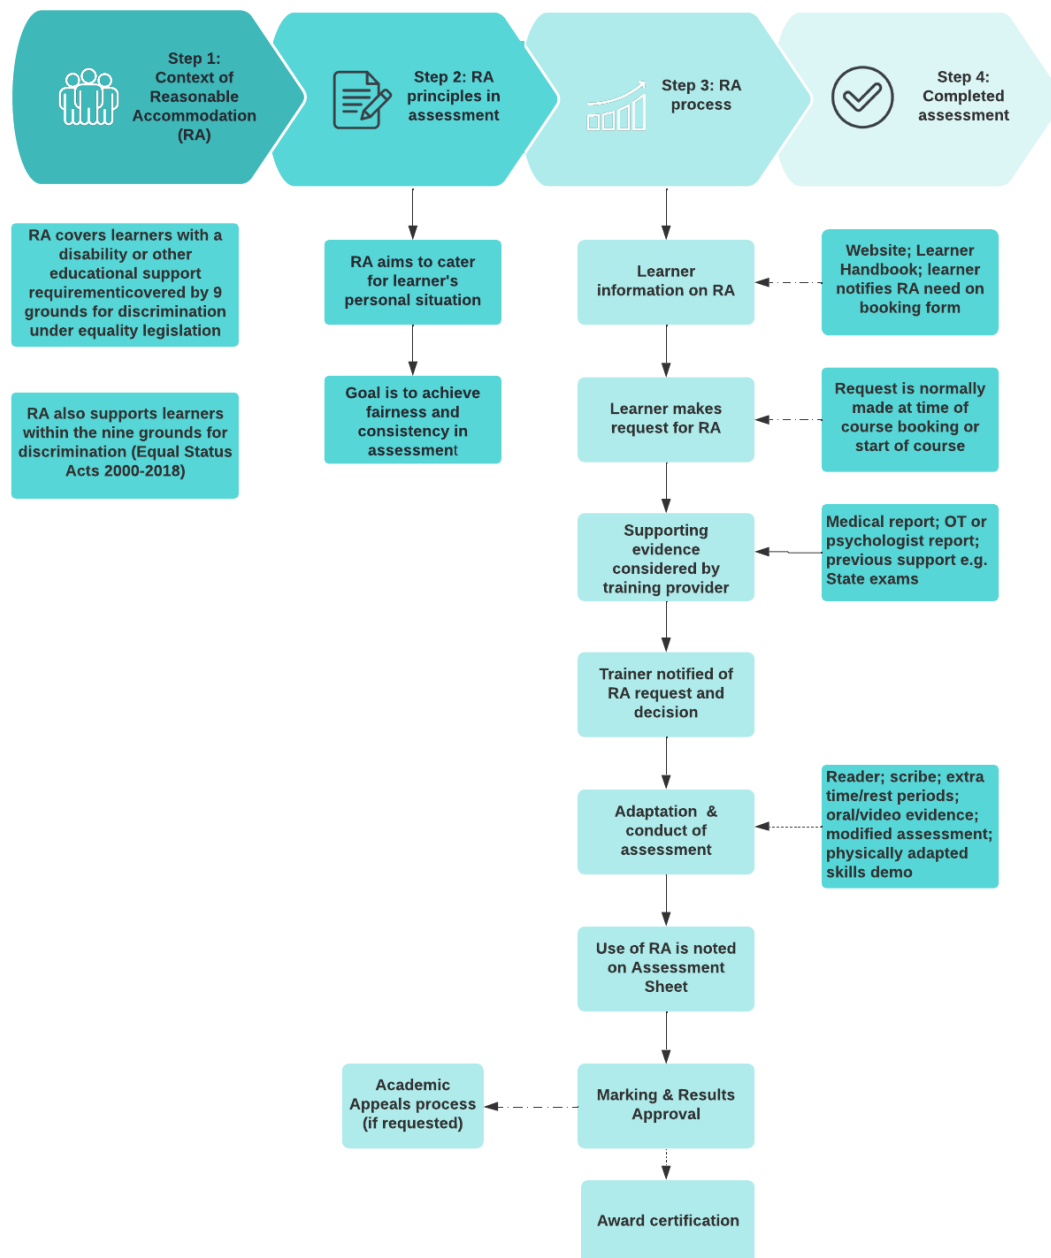 Step 1:
Context of
Reasonable
Accommodation
(RA)
Step 2: RA
principles in
assessment
Step 3: RA
process
Step 4:
Completed
assessment
RA covers learners with a
disability or other
educational support
requirementicovered by 9
grounds for discrimination
under equality legislation
RA also supports learners
within the nine grounds for
discrimination (Equal Status
Acts 2000-2018)
RA aims to cater
for learner's
personal situation
Goal is to achieve
fairness and
consistency in
assessment
Learner
information on RA
Website; Learner
Handbook; learner
notifies RA need on
booking form
Learner makes
request for RA
Request is normally
made at time of
course booking or
start of course
Supporting
evidence
considered by
training provider
Medical report; OT or
psychologist report;
previous support e.g.
State exams
Trainer notified of
RA request and
decision
Adaptation & 
conduct of
assessment
Reader; scribe; extra
time/rest periods;
oral/video evidence;
modified assessment;
physically adapted
skills demo
Use of RA is noted
on Assessment
Sheet
Marking & Results
Approval
Academic
Appeals process
(if requested)
Award certification